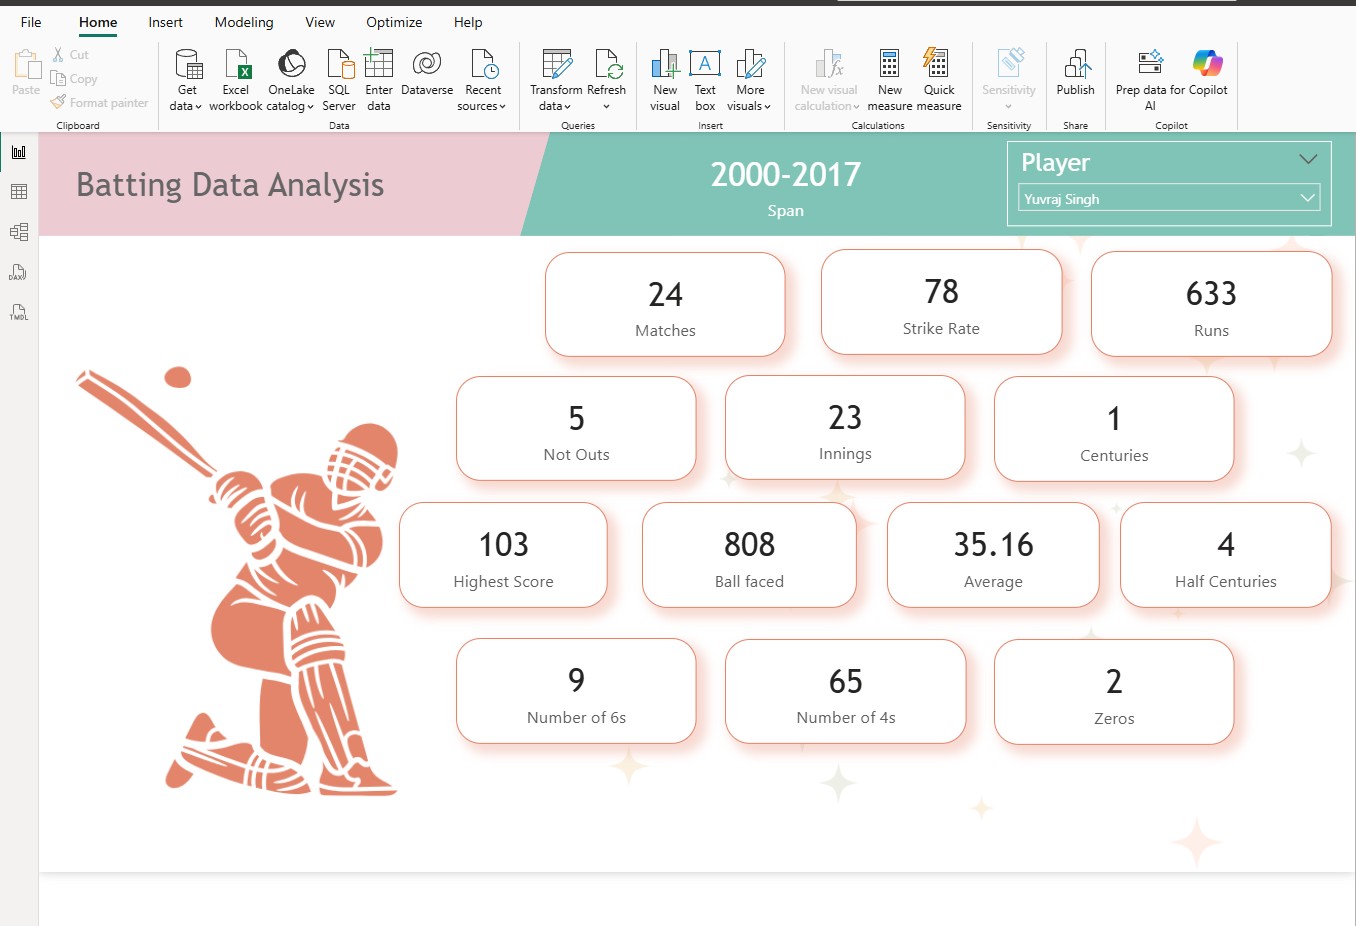 File Home Insert Modeling View Optimize Help
Paste
Cut
Copy
Format painter
Clipboard
Get data
Excel workbook
OneLake catalog
SQL Server
Enter data
Dataverse
Recent sources
Data
Transform data
Refresh
Queries
New visual
Text box
More visuals
Insert
New visual calculation
New measure
Quick measure
Calculations
Sensitivity
Sensitivity
Publish
Share
Prep data for AI
Copilot
Copilot
DAX
TMDL
Batting Data Analysis
2000-2017
Span
Player
Yuvraj Singh
24
Matches
78
Strike Rate
633
Runs
5
Not Outs
23
Innings
1
Centuries
103
Highest Score
808
Ball faced
35.16
Average
4
Half Centuries
9
Number of 6s
65
Number of 4s
2
Zeros